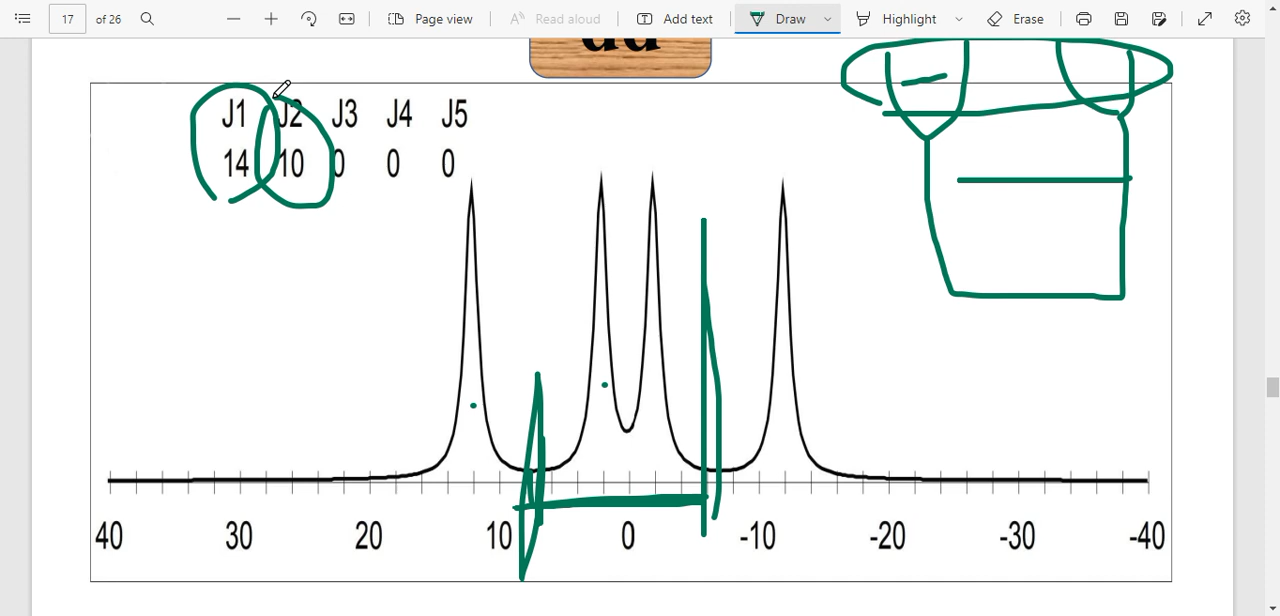 17 of 26 Page view Read aloud Add text Draw Highlight Erase
dd
J1 J2 J3 J4 J5
14 10 0 0 0
40 30 20 10 0 -10 -20 -30 -40